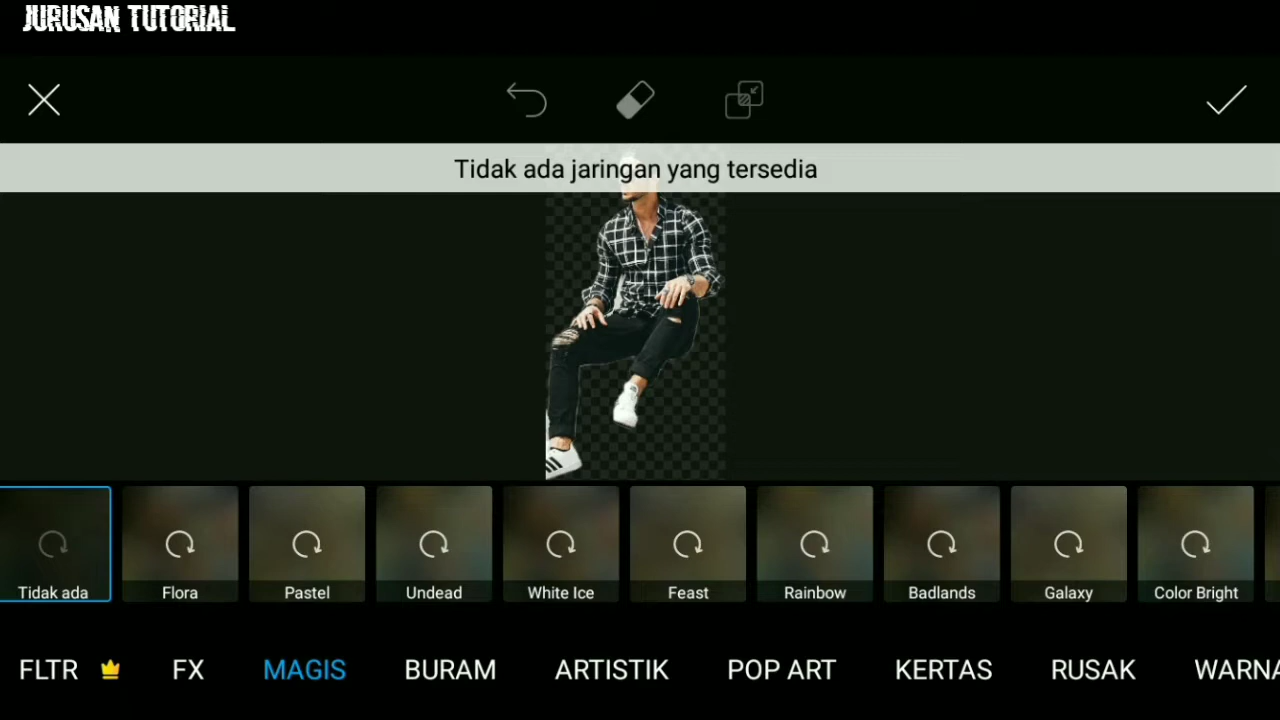 JURUSAN TUTORIAL
Tidak ada jaringan yang tersedia
Tidak ada Flora Pastel Undead White Ice Feast Rainbow Badlands Galaxy Color Bright
FLTR FX MAGIS BURAM ARTISTIK POP ART KERTAS RUSAK WARNA